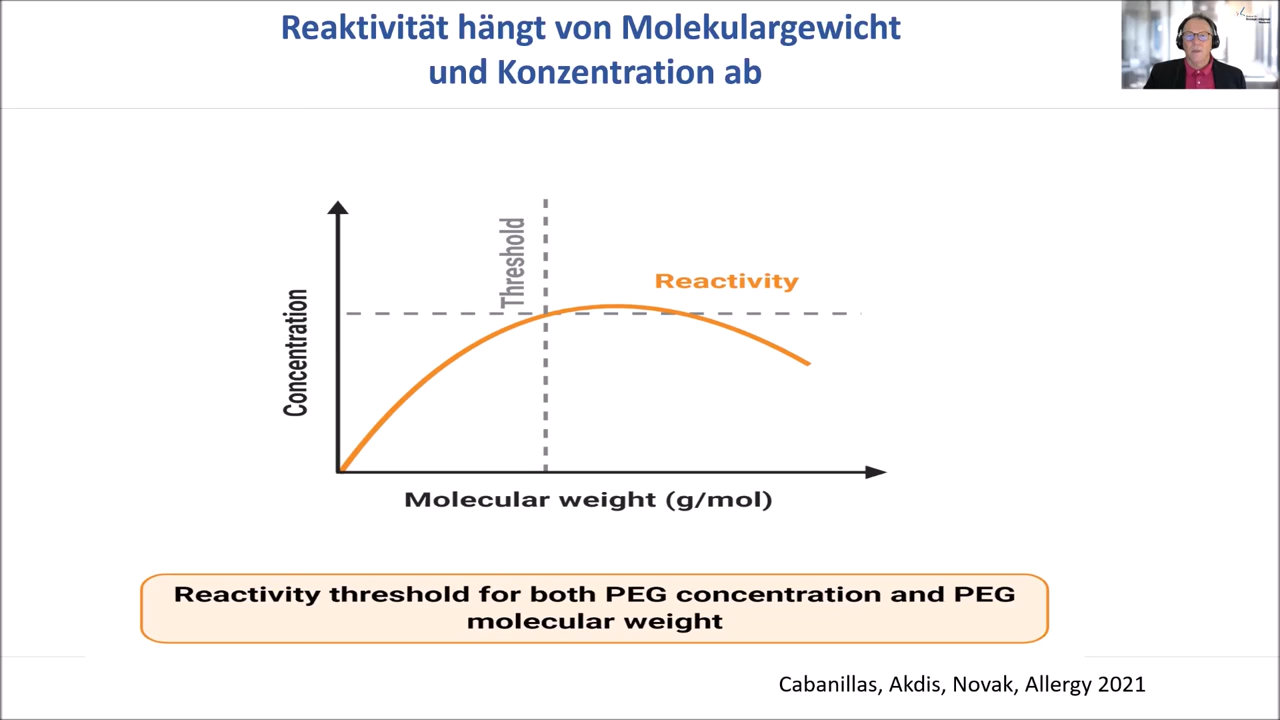 Reaktivität hängt von Molekulargewicht
und Konzentration ab
Threshold
Reactivity
Concentration
Molecular weight (g/mol)
Reactivity threshold for both PEG concentration and PEG
molecular weight
Cabanillas, Akdis, Novak, Allergy 2021